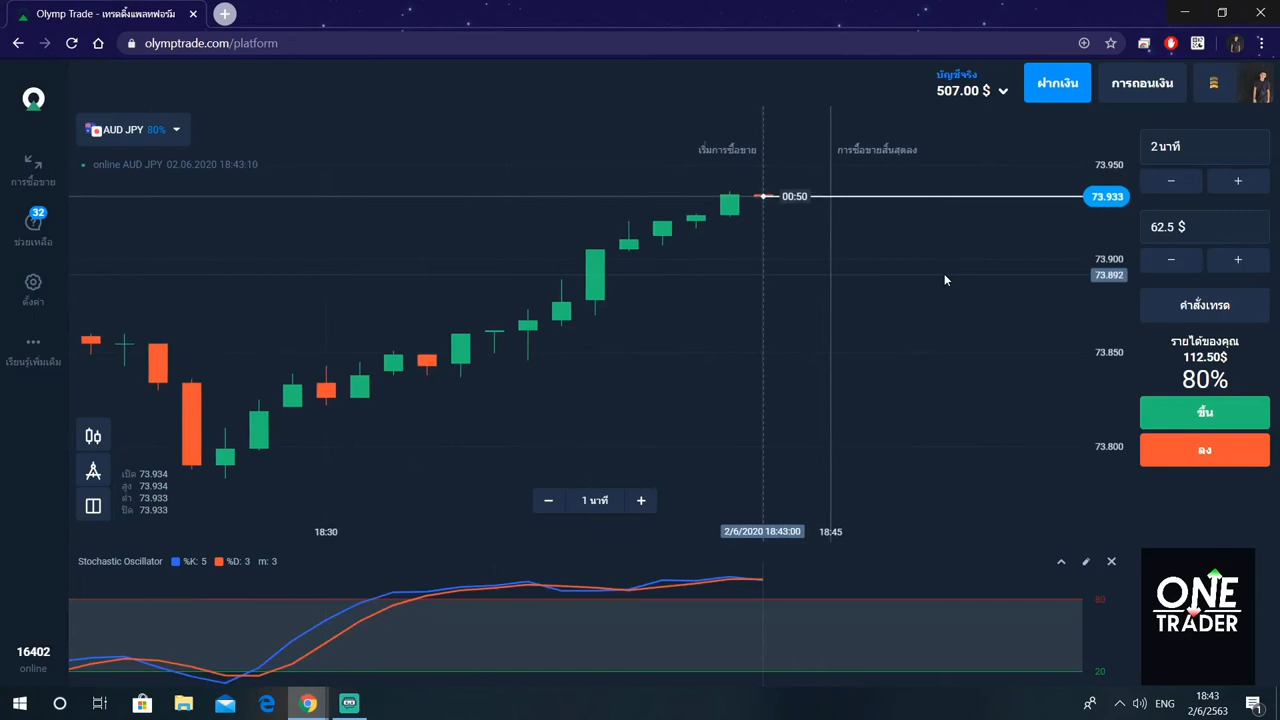 Olymp Trade - เทรดดิ้งแพลทฟอร์ม
olymptrade.com/platform
บัญชีจริง
507.00 $
ฝากเงิน
การถอนเงิน
AUD JPY 80%
online AUD JPY 02.06.2020 18:43:10
เริ่มการซื้อขาย
การซื้อขายสิ้นสุดลง
การซื้อขาย
32
ช่วยเหลือ
ตั้งค่า
เรียนรู้เพิ่มเติม
00:50
73.950
73.933
73.900
73.892
73.850
73.800
2 นาที
62.5 $
คำสั่งเทรด
รายได้ของคุณ
112.50$
80%
ขึ้น
ลง
เปิด 73.934
สูง 73.934
ต่ำ 73.933
ปิด 73.933
1 นาที
18:30
2/6/2020 18:43:00
18:45
Stochastic Oscillator %K: 5 %D: 3 m: 3
80
20
ONE
TRADER
16402
online
ENG
18:43
2/6/2563
1